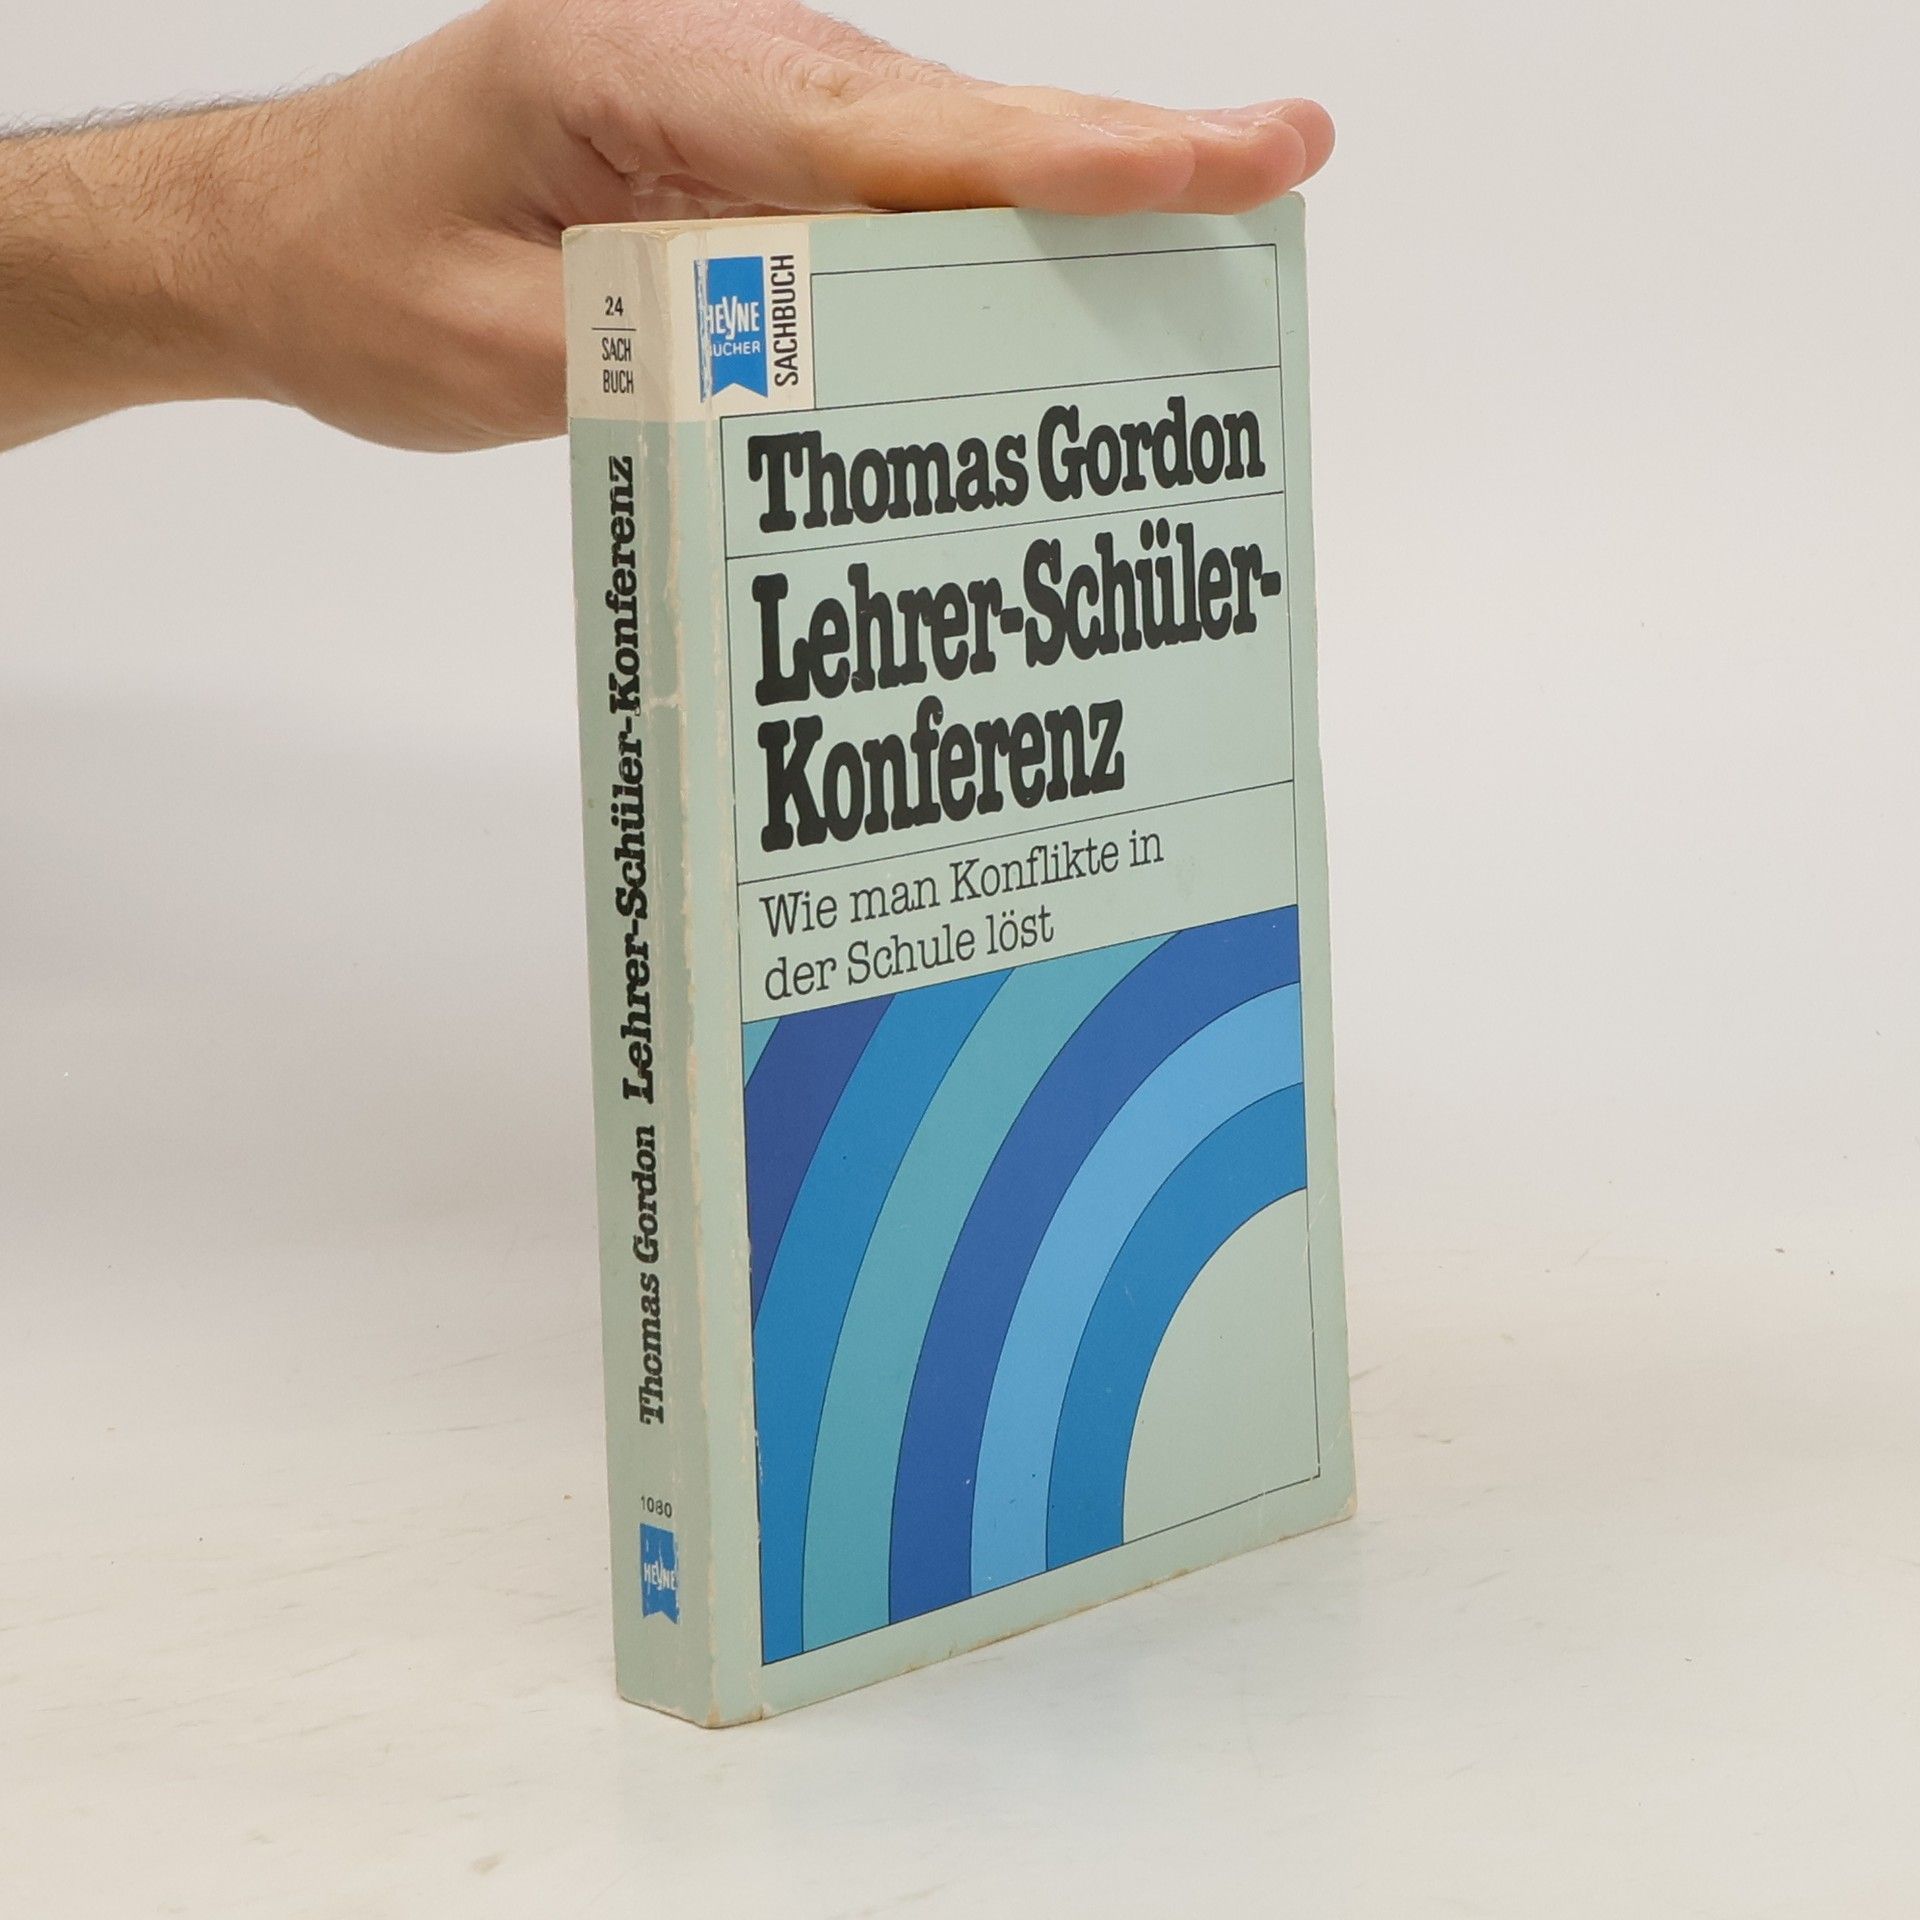 24
SACH
BUCH
Thomas Gordon Lehrer-Schüler-Konferenz
1080
HEYNE
HEYNE
BÜCHER
SACHBUCH
Thomas Gordon
Lehrer-Schüler-
Konferenz
Wie man Konflikte in
der Schule löst